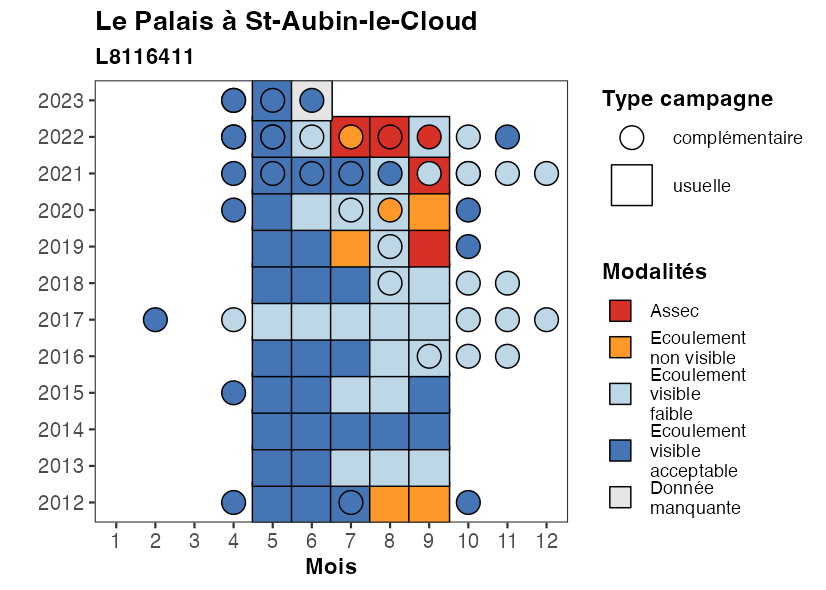 Le Palais à St-Aubin-le-Cloud
L8116411
2023
2022
2021
2020
2019
2018
2017
2016
2015
2014
2013
2012
1 2 3 4 5 6 7 8 9 10 11 12
Mois
Type campagne
complémentaire
usuelle
Modalités
Assec
Ecoulement
non visible
Ecoulement
visible
faible
Ecoulement
visible
acceptable
Donnée
manquante